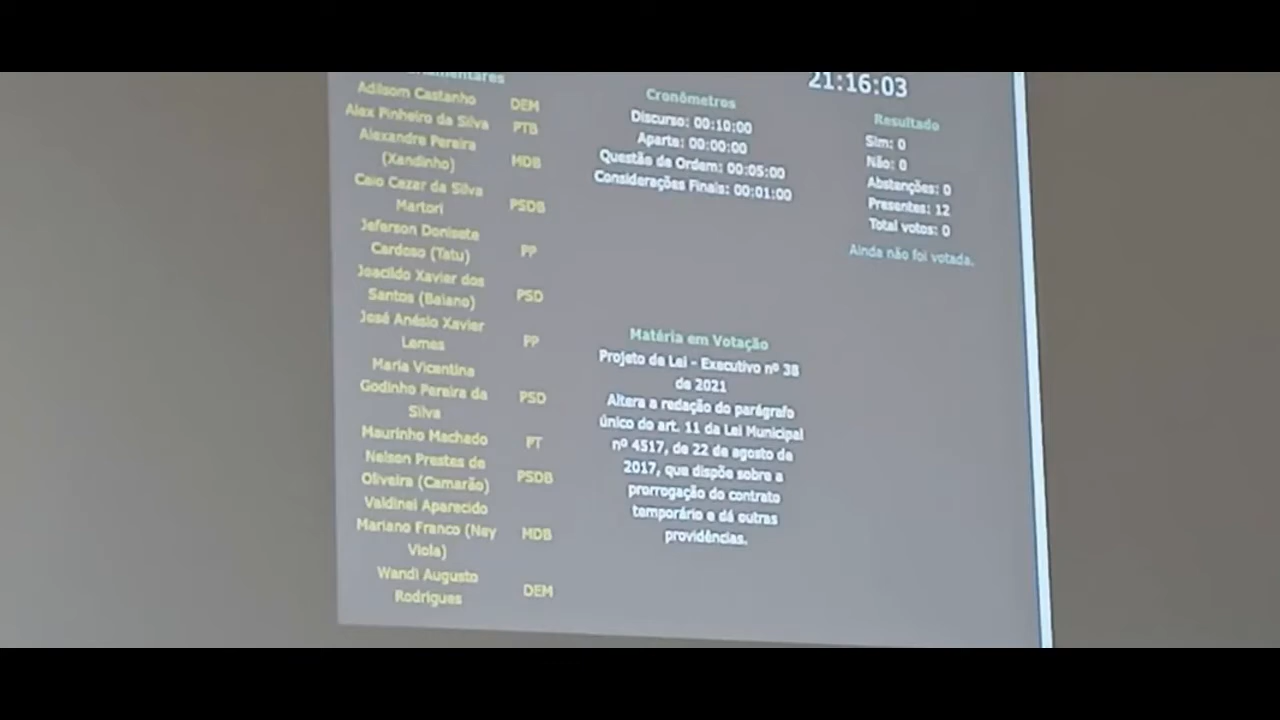 21:16:03
Adilsom Castanho DEM
Alex Pinheiro da Silva PTB
Alexandre Pereira
(Xandinho) MDB
Caio Cezar da Silva
Martori PSDB
Jeferson Donisete
Cardoso (Tatu) PP
Joacildo Xavier dos
Santos (Baiano) PSD
José Anésio Xavier
Lemes PP
Maria Vicentina
Godinho Pereira da
Silva PSD
Maurinho Machado PT
Nelson Prestes de
Oliveira (Camarão) PSDB
Valdinei Aparecido
Mariano Franco (Ney
Viola) MDB
Wandi Augusto
Rodrigues DEM
Cronômetros
Discurso: 00:10:00
Aparte: 00:00:00
Questão de Ordem: 00:05:00
Considerações Finais: 00:01:00
Matéria em Votação
Projeto de Lei - Executivo nº 38
de 2021
Altera a redação do parágrafo
único do art. 11 da Lei Municipal
nº 4517, de 22 de agosto de
2017, que dispõe sobre a
prorrogação do contrato
temporário e dá outras
providências.
Resultado
Sim: 0
Não: 0
Abstenções: 0
Presentes: 12
Total votos: 0
Ainda não foi votada.